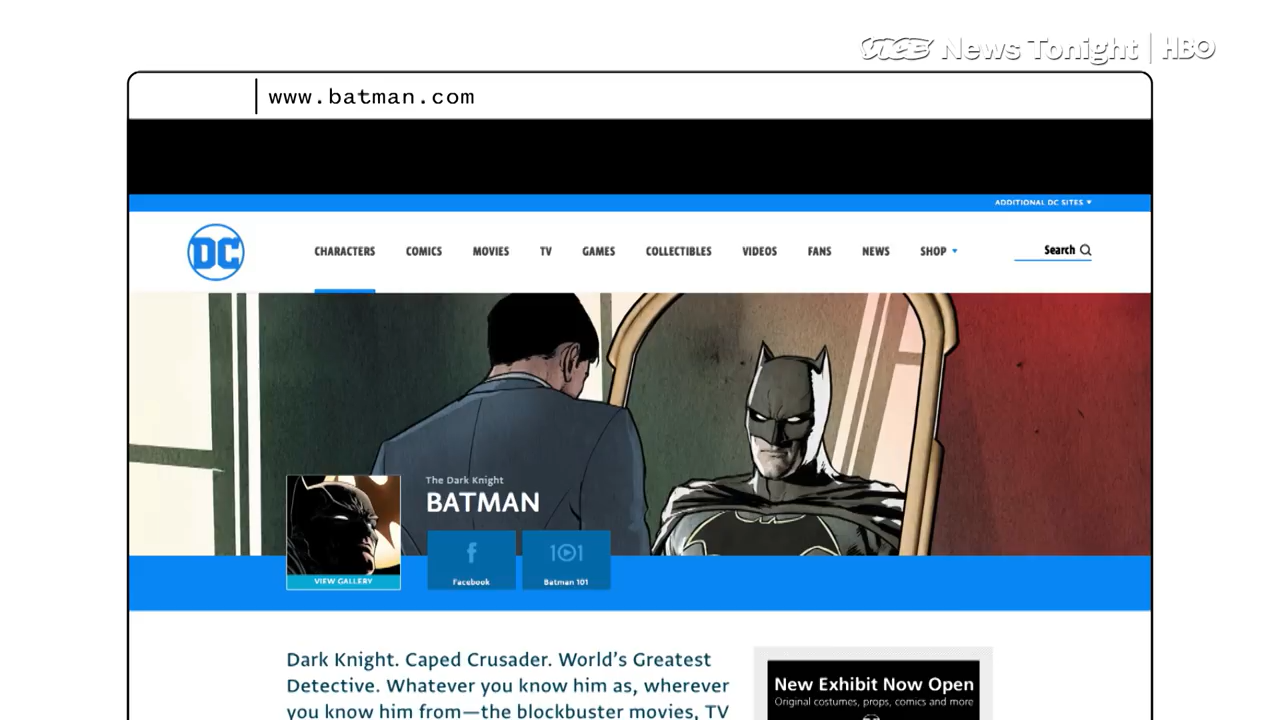 VICE News Tonight | HBO
www.batman.com
ADDITIONAL DC SITES
DC
CHARACTERS COMICS MOVIES TV GAMES COLLECTIBLES VIDEOS FANS NEWS SHOP Search
The Dark Knight
BATMAN
VIEW GALLERY
101
Facebook Batman 101
Dark Knight. Caped Crusader. World’s Greatest
Detective. Whatever you know him as, wherever
you know him from—the blockbuster movies, TV
New Exhibit Now Open
Original costumes, props, comics and more